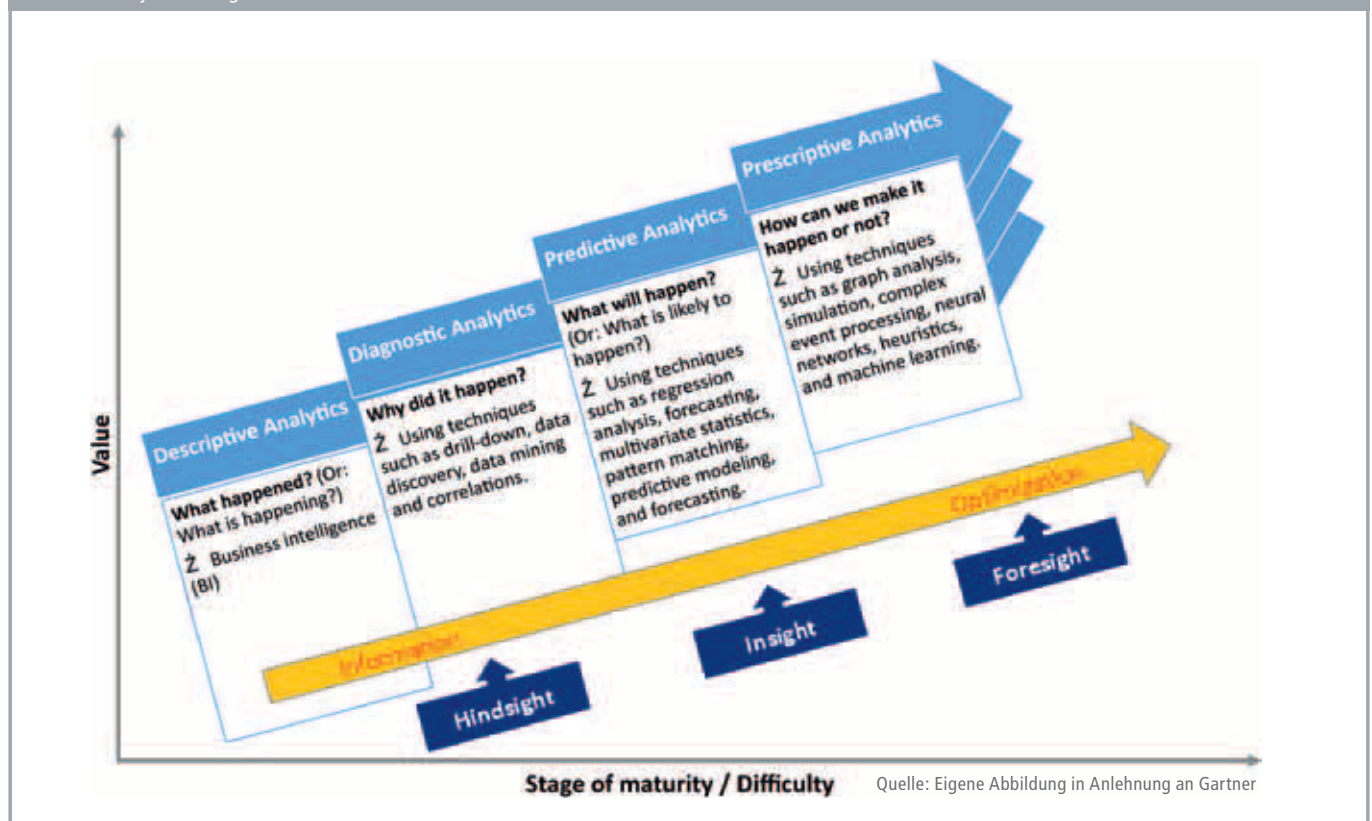 Value
Descriptive Analytics
What happened? (Or:
What is happening?)
Ż Business intelligence
(BI)
Diagnostic Analytics
Why did it happen?
Ż Using techniques
such as drill-down, data
discovery, data mining
and correlations.
Predictive Analytics
What will happen?
(Or: What is likely to
happen?)
Ż Using techniques
such as regression
analysis, forecasting,
multivariate statistics,
pattern matching,
predictive modeling,
and forecasting.
Prescriptive Analytics
How can we make it
happen or not?
Ż Using techniques
such as graph analysis,
simulation, complex
event processing, neural
networks, heuristics,
and machine learning.
Information
Optimization
Hindsight
Insight
Foresight
Stage of maturity / Difficulty
Quelle: Eigene Abbildung in Anlehnung an Gartner